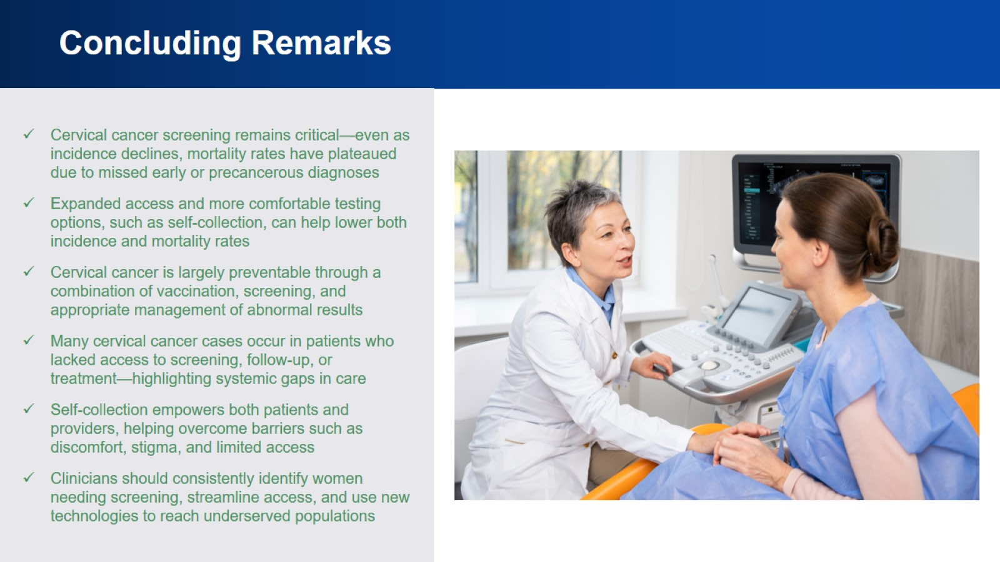 Concluding Remarks
✓ Cervical cancer screening remains critical—even as
incidence declines, mortality rates have plateaued
due to missed early or precancerous diagnoses
✓ Expanded access and more comfortable testing
options, such as self-collection, can help lower both
incidence and mortality rates
✓ Cervical cancer is largely preventable through a
combination of vaccination, screening, and
appropriate management of abnormal results
✓ Many cervical cancer cases occur in patients who
lacked access to screening, follow-up, or
treatment—highlighting systemic gaps in care
✓ Self-collection empowers both patients and
providers, helping overcome barriers such as
discomfort, stigma, and limited access
✓ Clinicians should consistently identify women
needing screening, streamline access, and use new
technologies to reach underserved populations